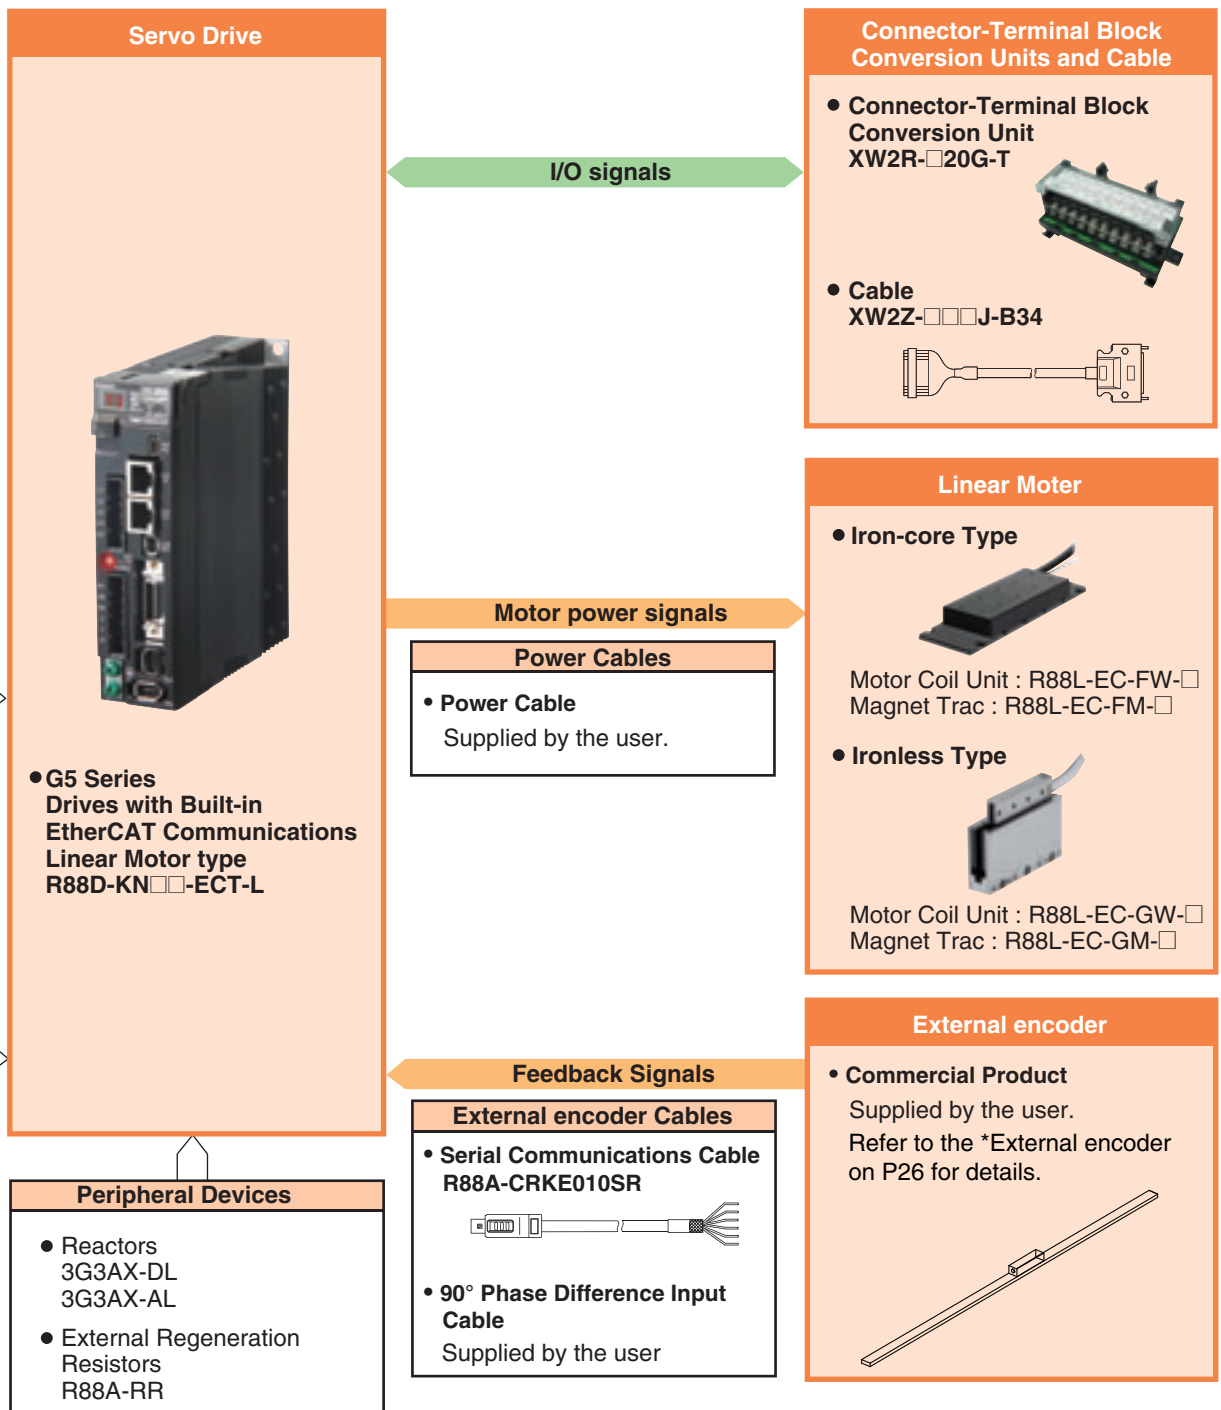 Servo Drive
● G5 Series
Drives with Built-in
EtherCAT Communications
Linear Motor type
R88D-KN□□-ECT-L
Peripheral Devices
● Reactors
3G3AX-DL
3G3AX-AL
● External Regeneration
Resistors
R88A-RR
I/O signals
Motor power signals
Power Cables
• Power Cable
Supplied by the user.
Feedback Signals
External encoder Cables
• Serial Communications Cable
R88A-CRKE010SR
• 90° Phase Difference Input
Cable
Supplied by the user
Connector-Terminal Block
Conversion Units and Cable
● Connector-Terminal Block
Conversion Unit
XW2R-□20G-T
● Cable
XW2Z-□□□J-B34
Linear Moter
● Iron-core Type
Motor Coil Unit : R88L-EC-FW-□
Magnet Trac : R88L-EC-FM-□
● Ironless Type
Motor Coil Unit : R88L-EC-GW-□
Magnet Trac : R88L-EC-GM-□
External encoder
• Commercial Product
Supplied by the user.
Refer to the *External encoder
on P26 for details.